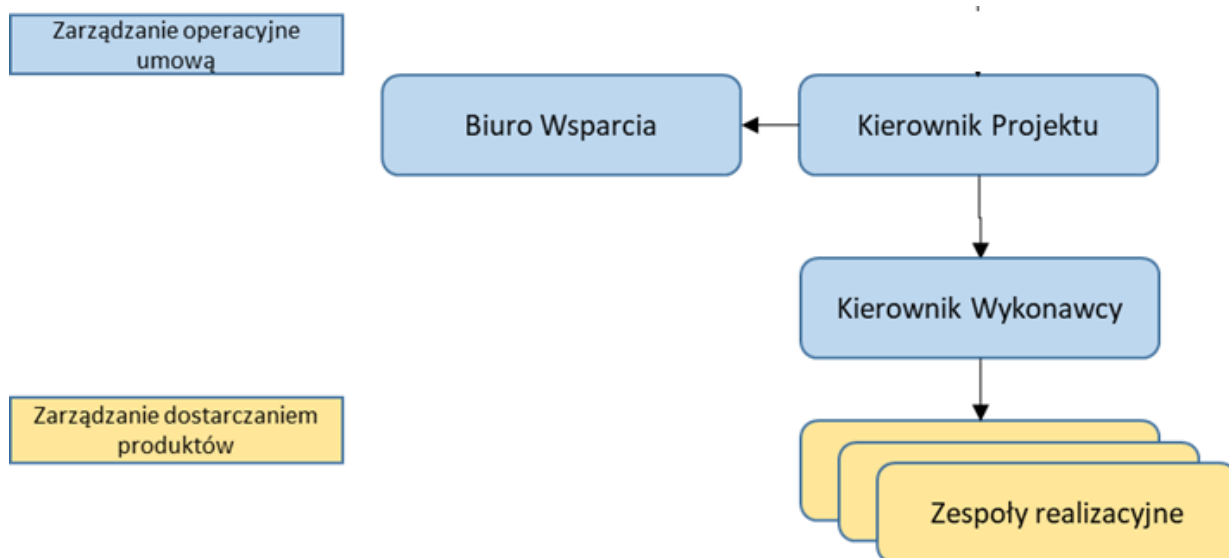 Zarządzanie operacyjne
umową
Biuro Wsparcia
Kierownik Projektu
Kierownik Wykonawcy
Zarządzanie dostarczaniem
produktów
Zespoły realizacyjne